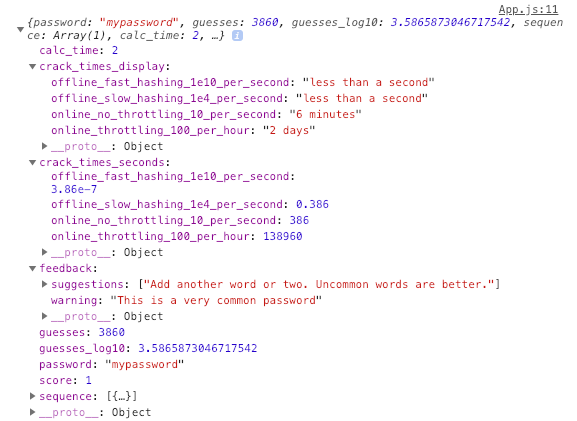 App.js:11
{password: "mypassword", guesses: 3860, guesses_log10: 3.5865873046717542, sequen
ce: Array(1), calc_time: 2, …} i
calc_time: 2
crack_times_display:
offline_fast_hashing_1e10_per_second: "less than a second"
offline_slow_hashing_1e4_per_second: "less than a second"
online_no_throttling_10_per_second: "6 minutes"
online_throttling_100_per_hour: "2 days"
__proto__: Object
crack_times_seconds:
offline_fast_hashing_1e10_per_second:
3.86e-7
offline_slow_hashing_1e4_per_second: 0.386
online_no_throttling_10_per_second: 386
online_throttling_100_per_hour: 138960
__proto__: Object
feedback:
suggestions: ["Add another word or two. Uncommon words are better."]
warning: "This is a very common password"
__proto__: Object
guesses: 3860
guesses_log10: 3.5865873046717542
password: "mypassword"
score: 1
sequence: [{…}]
__proto__: Object